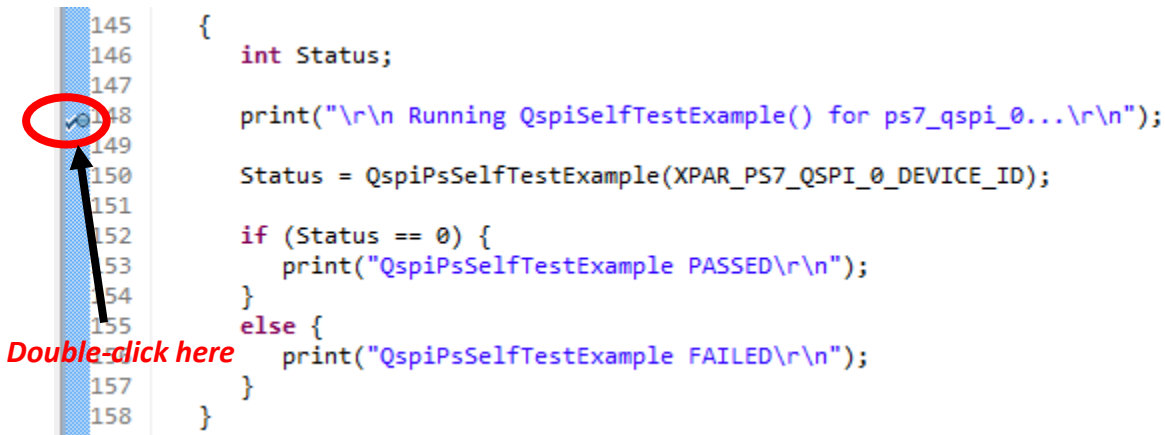 145 {
146 int Status;
147
148 print("\r\n Running QspiSelfTestExample() for ps7_qspi_0...\r\n");
149
150 Status = QspiPsSelfTestExample(XPAR_PS7_QSPI_0_DEVICE_ID);
151
152 if (Status == 0) {
153 print("QspiPsSelfTestExample PASSED\r\n");
154 }
155 else {
Double-click here
156 print("QspiPsSelfTestExample FAILED\r\n");
157 }
158 }